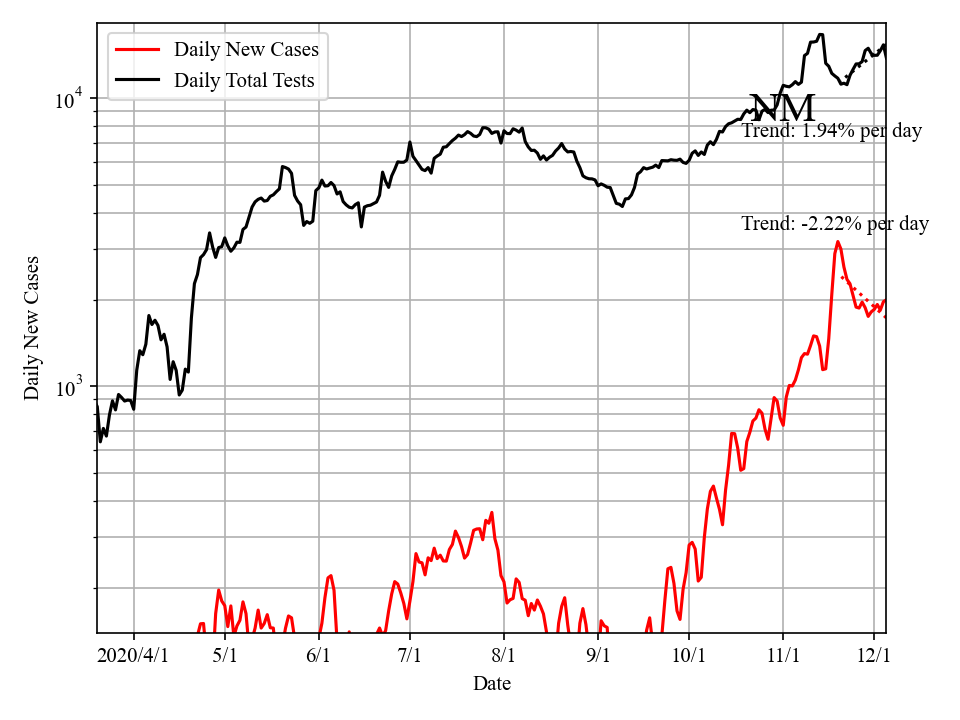 Daily New Cases
Daily Total Tests
10^4
NM
Trend: 1.94% per day
Trend: -2.22% per day
Daily New Cases
10^3
2020/4/1 5/1 6/1 7/1 8/1 9/1 10/1 11/1 12/1
Date